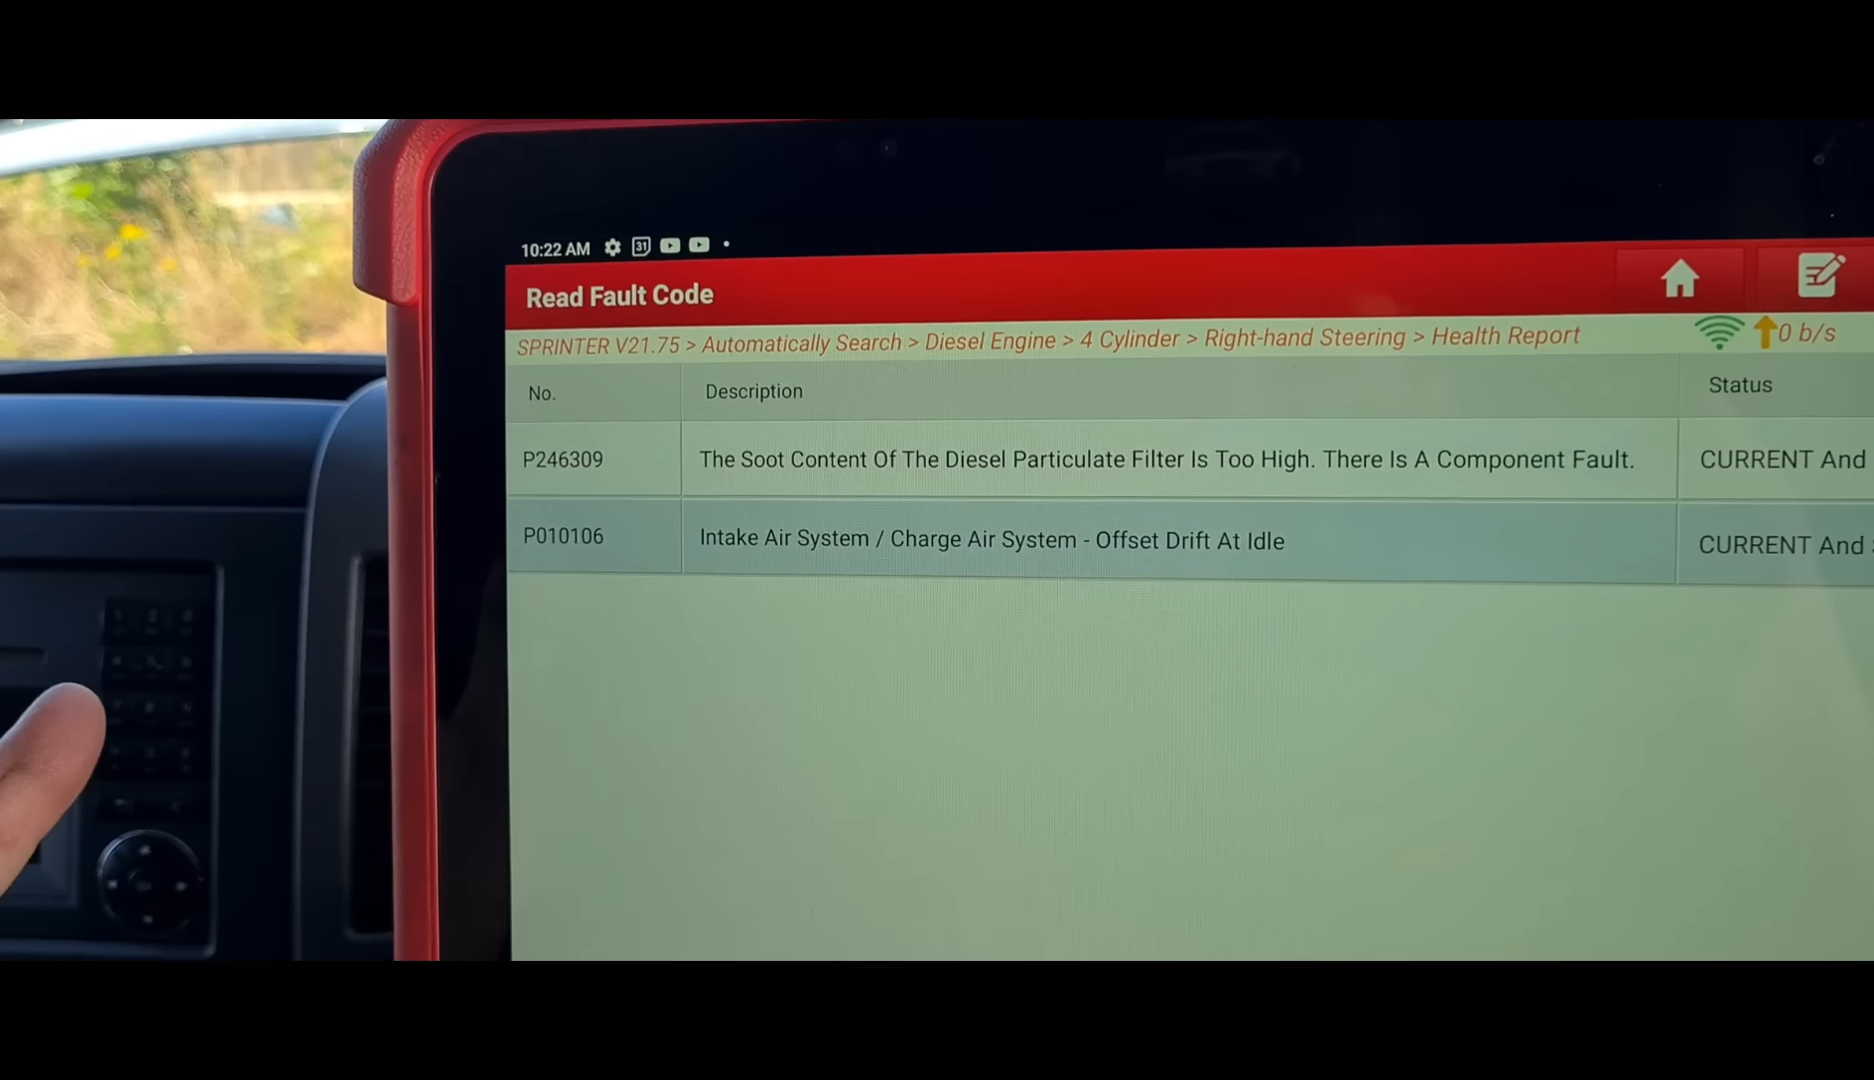 10:22 AM 31
Read Fault Code
SPRINTER V21.75 > Automatically Search > Diesel Engine > 4 Cylinder > Right-hand Steering > Health Report 0 b/s
No. Description Status
P246309 The Soot Content Of The Diesel Particulate Filter Is Too High. There Is A Component Fault. CURRENT And
P010106 Intake Air System / Charge Air System - Offset Drift At Idle CURRENT And